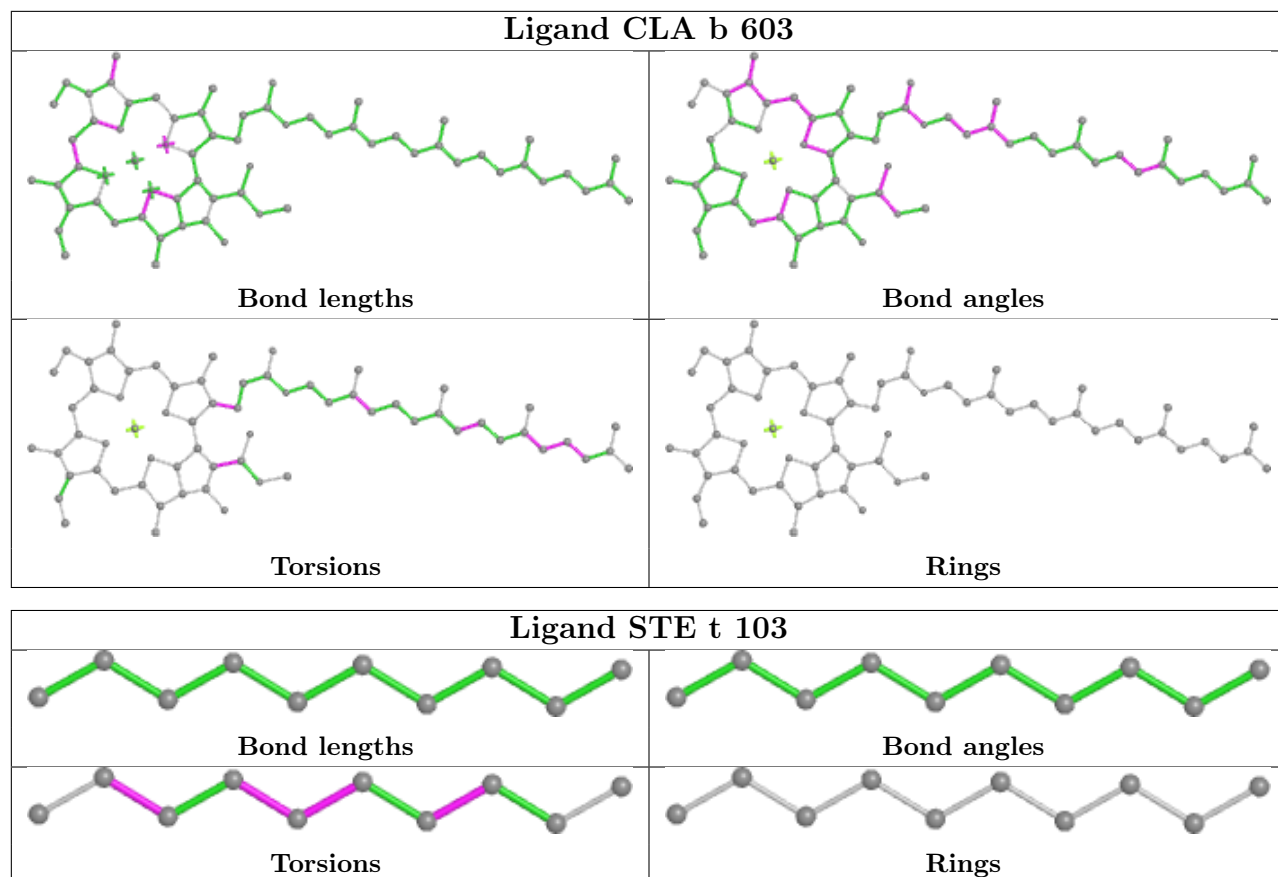 Ligand CLA b 603
Bond lengths
Bond angles
Torsions
Rings
Ligand STE t 103
Bond lengths
Bond angles
Torsions
Rings